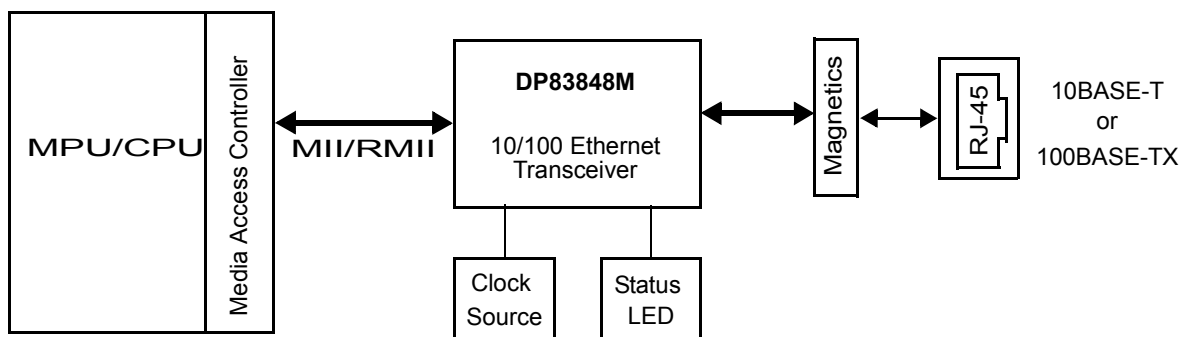 MPU/CPU
Media Access Controller
MII/RMII
DP83848M
10/100 Ethernet
Transceiver
Magnetics
RJ-45
10BASE-T
or
100BASE-TX
Clock
Source
Status
LED